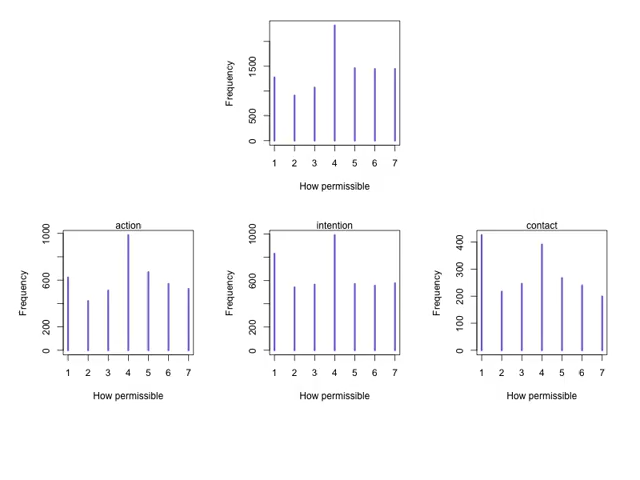 Frequency
0 500 1500
1 2 3 4 5 6 7
How permissible
action
Frequency
0 200 600 1000
1 2 3 4 5 6 7
How permissible
intention
Frequency
0 200 600 1000
1 2 3 4 5 6 7
How permissible
contact
Frequency
0 100 200 300 400
1 2 3 4 5 6 7
How permissible